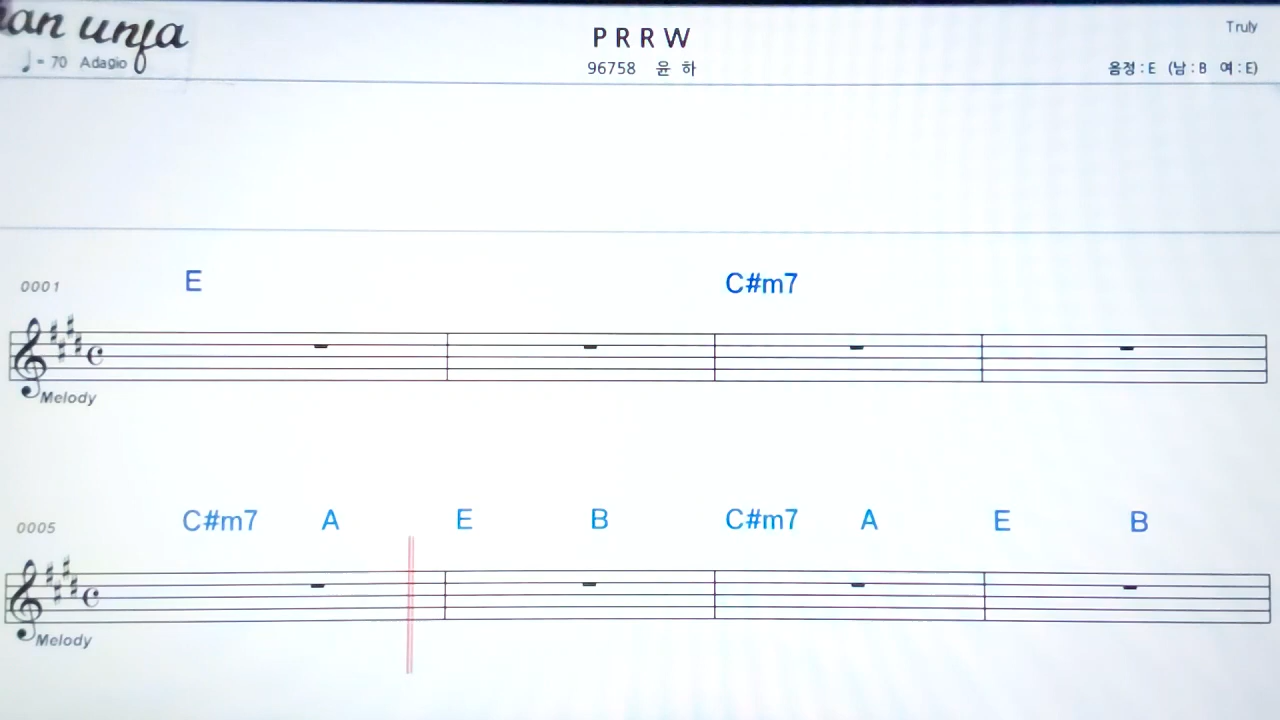 an unfa
♩= 70 Adagio
P R R W
96758 윤 하
Truly
음정 : E (남 : B 여 : E)
0001 E C#m7
Melody
0005 C#m7 A E B C#m7 A E B
Melody